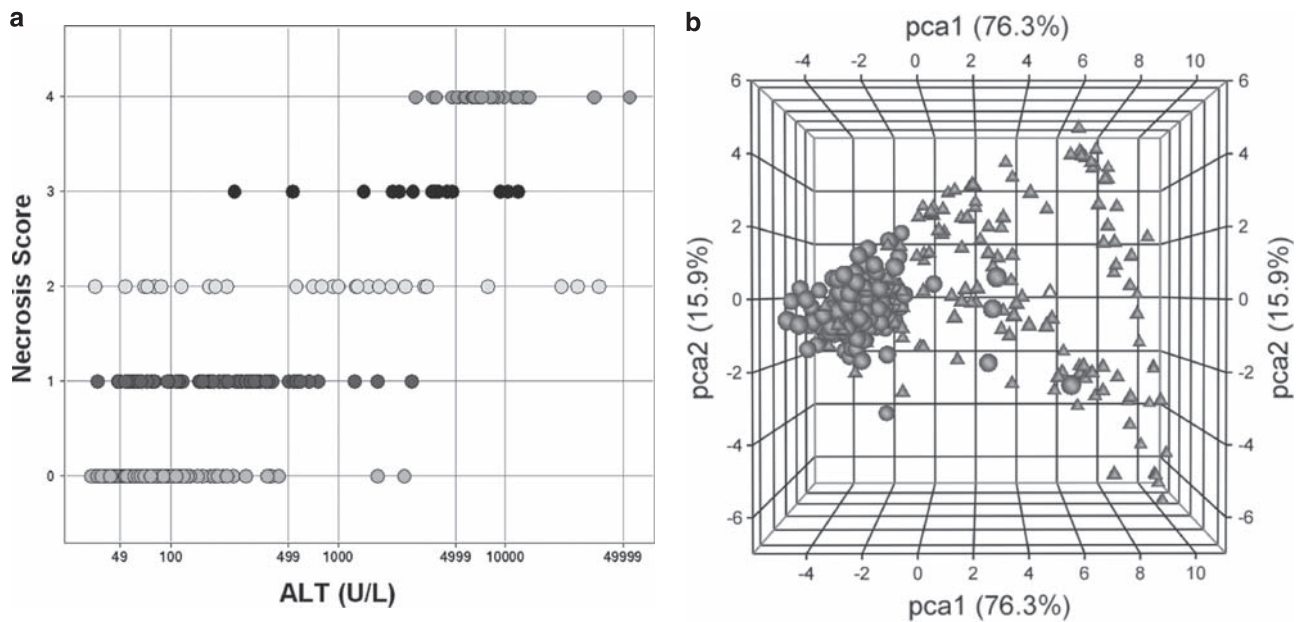 a
Necrosis Score
4
3
2
1
0
49 100 499 1000 4999 10000 49999
ALT (U/L)
b
pca1 (76.3%)
-4 -2 0 2 4 6 8 10
6 6
4 4
2 2
0 0
-2 -2
-4 -4
-6 -6
pca2 (15.9%)
pca2 (15.9%)
-4 -2 0 2 4 6 8 10
pca1 (76.3%)